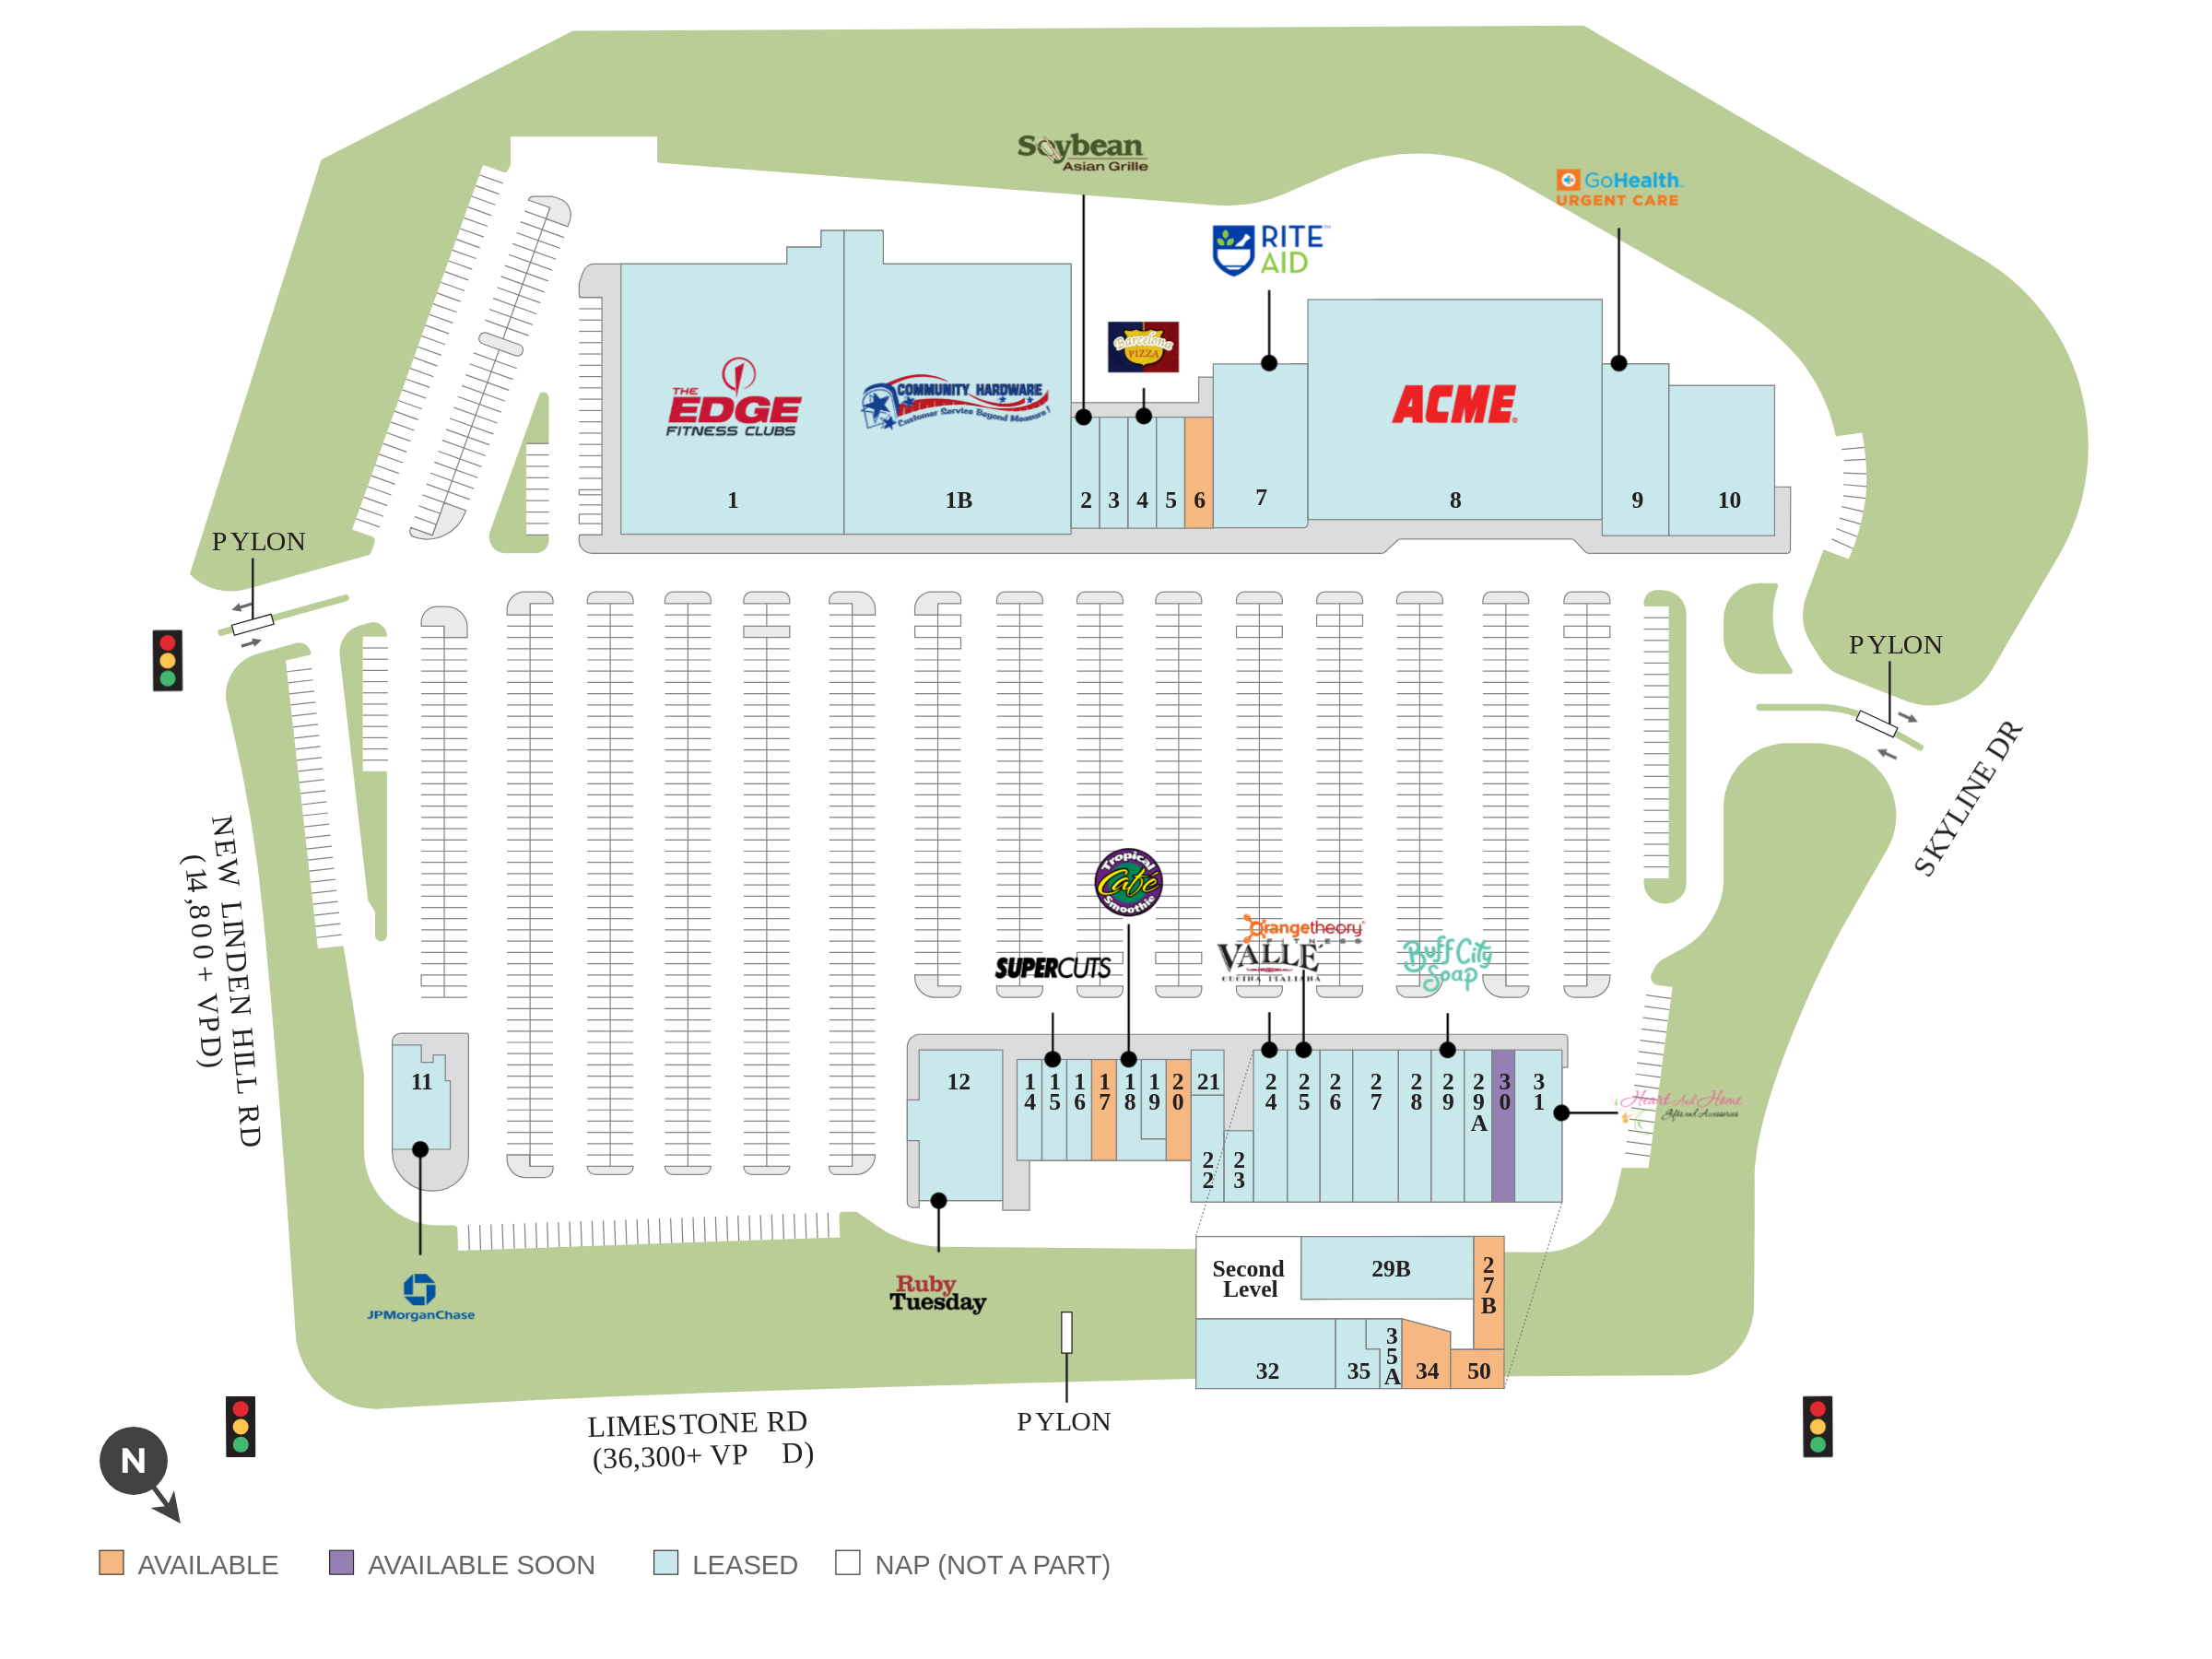 Soybean
Asian Grille
GoHealth
URGENT CARE
RITE
AID
Barcelona
PIZZA
THE
EDGE
FITNESS CLUBS
COMMUNITY HARDWARE
Customer Service Beyond Measure!
ACME
1
1B
2
3
4
5
6
7
8
9
10
PYLON
PYLON
SKYLINE DR
NEW LINDEN HILL RD
(14,800+ VPD)
Tropical
Café
Smoothie
SUPERCUTS
Orangetheory
FITNESS
VALLÉ
CUCINA ITALIANA
Buff City
Soap
11
12
14
15
16
17
18
19
20
21
22
23
24
25
26
27
28
29
29A
30
31
Heart And Home
Gifts and Accessories
Second
Level
29B
27B
32
35
35A
34
50
JPMorganChase
Ruby
Tuesday
PYLON
LIMESTONE RD
(36,300+ VP D)
N
AVAILABLE
AVAILABLE SOON
LEASED
NAP (NOT A PART)